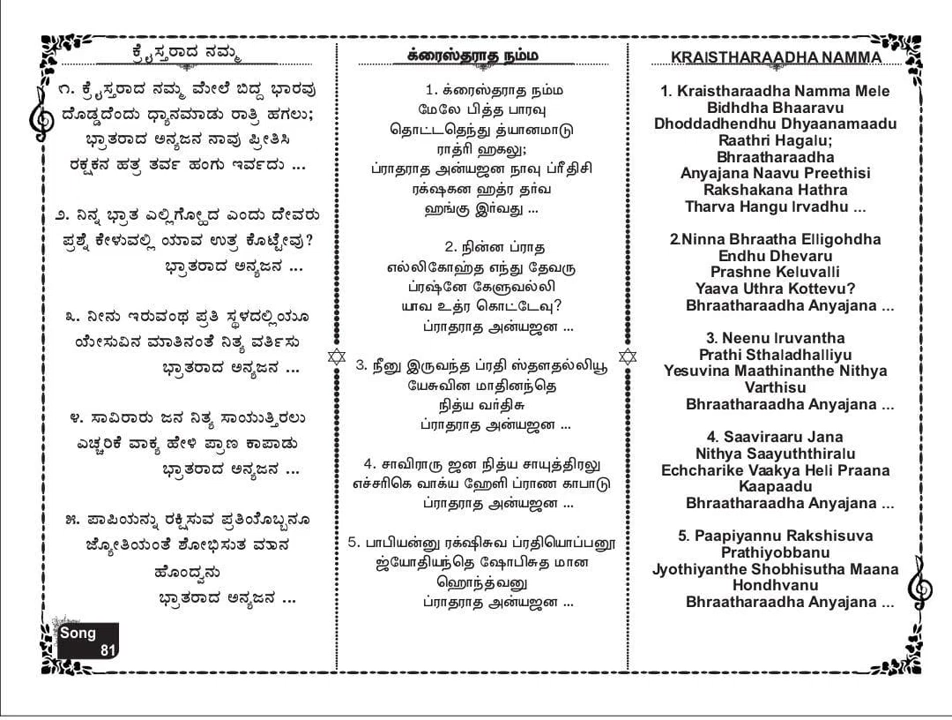 ಕ್ರೈಸ್ತರಾದ ನಮ್ಮ
೧. ಕ್ರೈಸ್ತರಾದ ನಮ್ಮ ಮೇಲೆ ಬಿದ್ದ ಭಾರವು
ದೊಡ್ಡದೆಂದು ಧ್ಯಾನಮಾಡು ರಾತ್ರಿ ಹಗಲು;
ಭ್ರಾತರಾದ ಅನ್ಯಜನ ನಾವು ಪ್ರೀತಿಸಿ
ರಕ್ಷಕನ ಹತ್ರ ತರ್ವ ಹಂಗು ಇರ್ವದು ...
೨. ನಿನ್ನ ಭ್ರಾತ ಎಲ್ಲಿಗೋಹ್ದ ಎಂದು ದೇವರು
ಪ್ರಶ್ನೆ ಕೇಳುವಲ್ಲಿ ಯಾವ ಉತ್ರ ಕೊಟ್ಟೇವು?
ಭ್ರಾತರಾದ ಅನ್ಯಜನ ...
೩. ನೀನು ಇರುವಂಥ ಪ್ರತಿ ಸ್ಥಳದಲ್ಲಿಯೂ
ಯೇಸುವಿನ ಮಾತಿನಂತೆ ನಿತ್ಯ ವರ್ತಿಸು
ಭ್ರಾತರಾದ ಅನ್ಯಜನ ...
೪. ಸಾವಿರಾರು ಜನ ನಿತ್ಯ ಸಾಯುತ್ತಿರಲು
ಎಚ್ಚರಿಕೆ ವಾಕ್ಯ ಹೇಳಿ ಪ್ರಾಣ ಕಾಪಾಡು
ಭ್ರಾತರಾದ ಅನ್ಯಜನ ...
೫. ಪಾಪಿಯನ್ನು ರಕ್ಷಿಸುವ ಪ್ರತಿಯೊಬ್ಬನೂ
ಜ್ಯೋತಿಯಂತೆ ಶೋಭಿಸುತ ಮಾನ
ಹೊಂದ್ವನು
ಭ್ರಾತರಾದ ಅನ್ಯಜನ ...
Song
81
க்ரைஸ்தராத நம்ம
1. க்ரைஸ்தராத நம்ம
மேலே பித்த பாரவு
தொட்டதெந்து த்யானமாடு
ராத்ரி ஹகலு;
ப்ராதராத அன்யஜன நாவு ப்ரீதிசி
ரக்ஷகன ஹத்ர தர்வ
ஹங்கு இர்வது ...
2. நின்ன ப்ராத
எல்லிகோஹ்த எந்து தேவரு
ப்ரஷ்னே கேளுவல்லி
யாவ உத்ர கொட்டேவு?
ப்ராதராத அன்யஜன ...
3. நீனு இருவந்த ப்ரதி ஸ்தளதல்லியூ
யேசுவின மாதினந்தெ
நித்ய வர்திசு
ப்ராதராத அன்யஜன ...
4. சாவிராரு ஜன நித்ய சாயுத்திரலு
எச்சரிகெ வாக்ய ஹேளி ப்ராண காபாடு
ப்ராதராத அன்யஜன ...
5. பாபியன்னு ரக்ஷிசுவ ப்ரதியொப்பனூ
ஜ்யோதியந்தெ ஷோபிசுத மான
ஹொந்த்வனு
ப்ராதராத அன்யஜன ...
KRAISTHARAADHA NAMMA
1. Kraistharaadha Namma Mele
Bidhdha Bhaaravu
Dhoddadhendhu Dhyaanamaadu
Raathri Hagalu;
Bhraatharaadha
Anyajana Naavu Preethisi
Rakshakana Hathra
Tharva Hangu Irvadhu ...
2.Ninna Bhraatha Elligohdha
Endhu Dhevaru
Prashne Keluvalli
Yaava Uthra Kottevu?
Bhraatharaadha Anyajana ...
3. Neenu Iruvantha
Prathi Sthaladhalliyu
Yesuvina Maathinanthe Nithya
Varthisu
Bhraatharaadha Anyajana ...
4. Saaviraaru Jana
Nithya Saayuththiralu
Echcharike Vaakya Heli Praana
Kaapaadu
Bhraatharaadha Anyajana ...
5. Paapiyannu Rakshisuva
Prathiyobbanu
Jyothiyanthe Shobhisutha Maana
Hondhvanu
Bhraatharaadha Anyajana ...